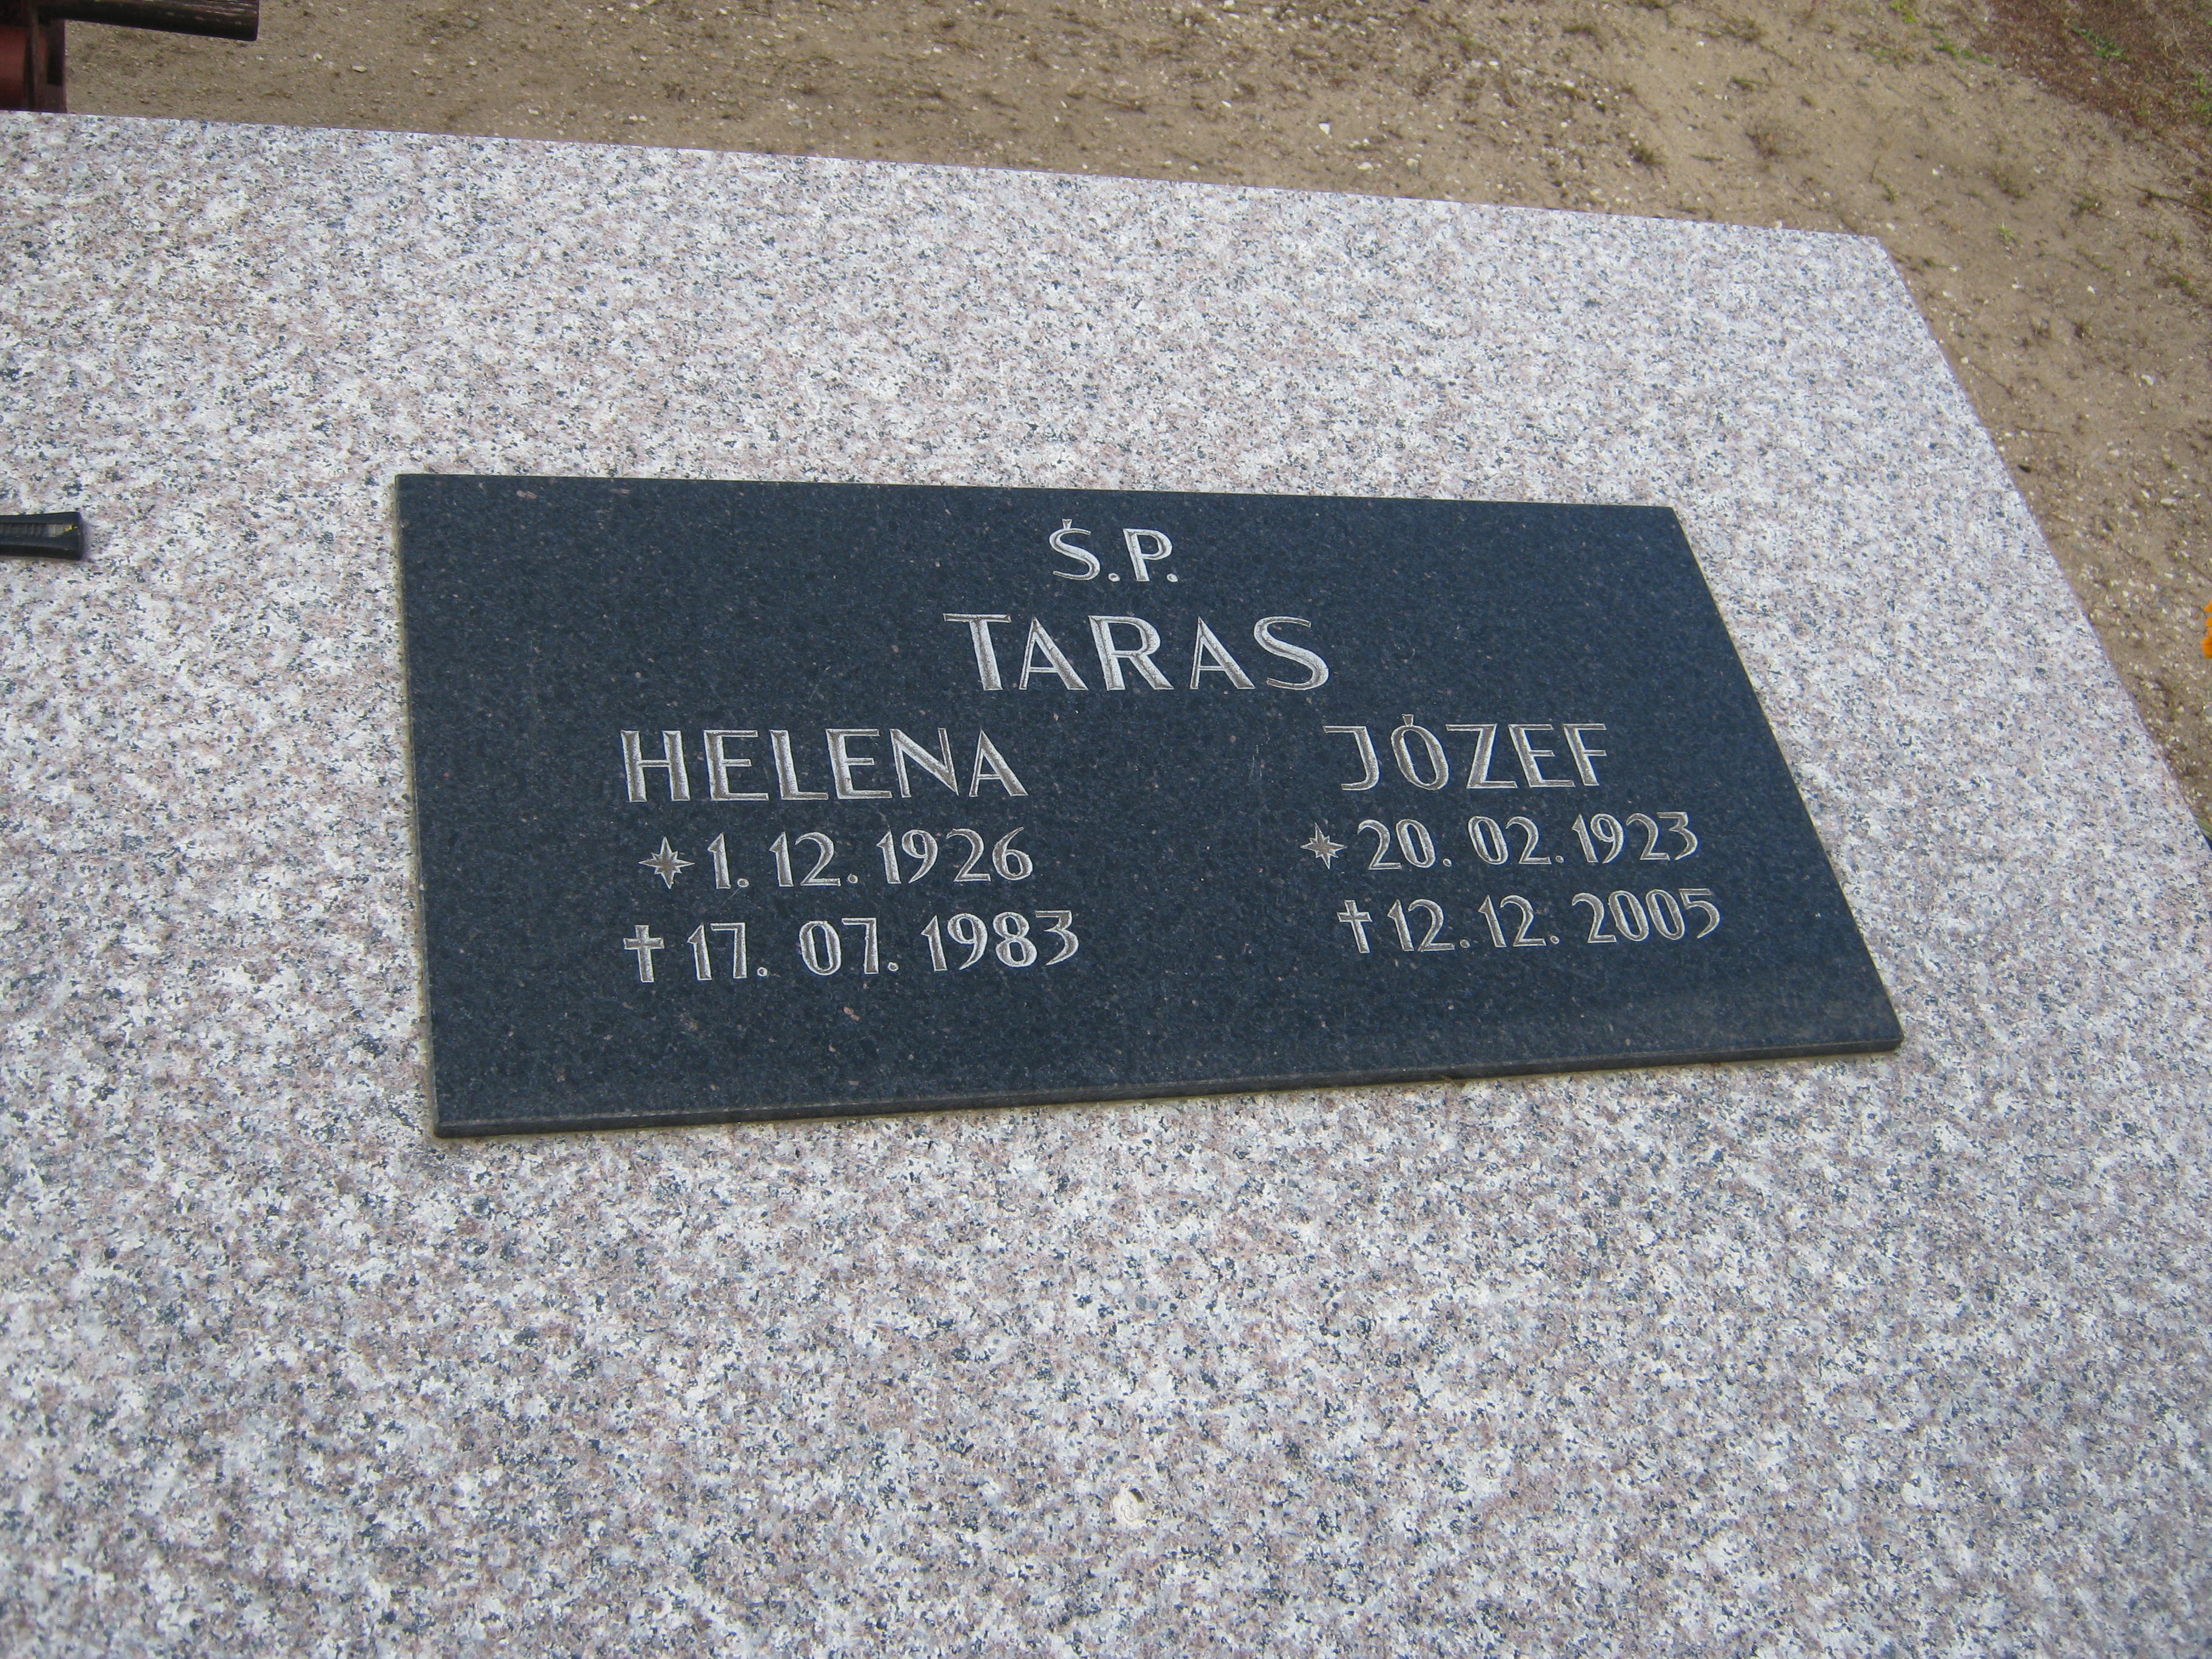 Ś.P.
TARAS
HELENA
* 1. 12. 1926
† 17. 07. 1983
JÓZEF
* 20. 02. 1923
† 12. 12. 2005